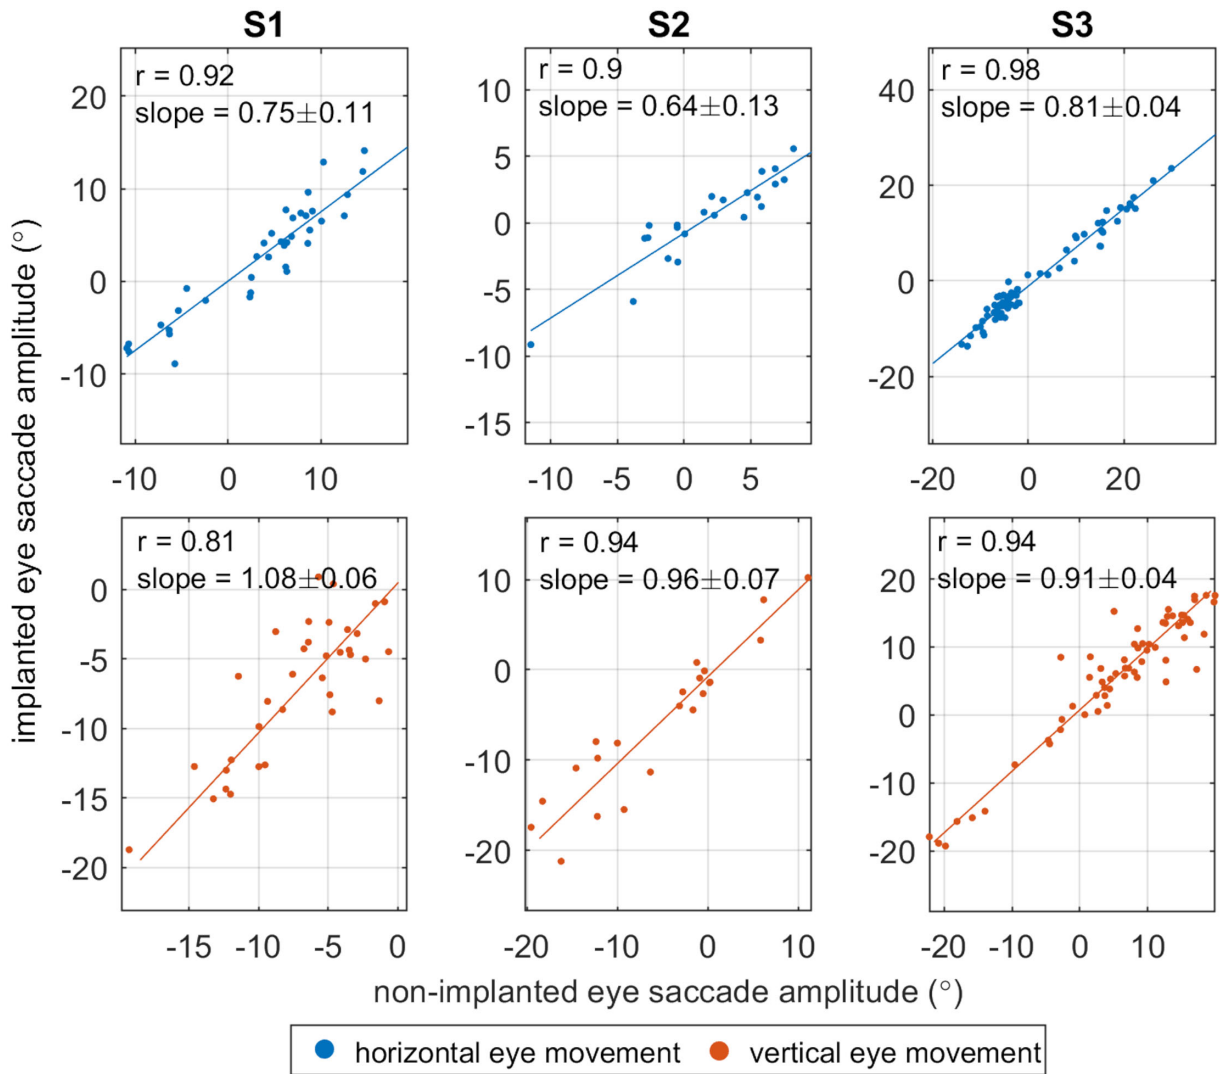 S1 S2 S3
r = 0.92
slope = 0.75±0.11
r = 0.9
slope = 0.64±0.13
r = 0.98
slope = 0.81±0.04
20
10
0
-10
10
5
0
-5
-10
-15
40
20
0
-20
-10 0 10
-10 -5 0 5
-20 0 20
implanted eye saccade amplitude (°)
r = 0.81
slope = 1.08±0.06
r = 0.94
slope = 0.96±0.07
r = 0.94
slope = 0.91±0.04
0
-5
-10
-15
-20
10
0
-10
-20
20
10
0
-10
-20
-15 -10 -5 0
-20 -10 0 10
-20 -10 0 10
non-implanted eye saccade amplitude (°)
horizontal eye movement vertical eye movement